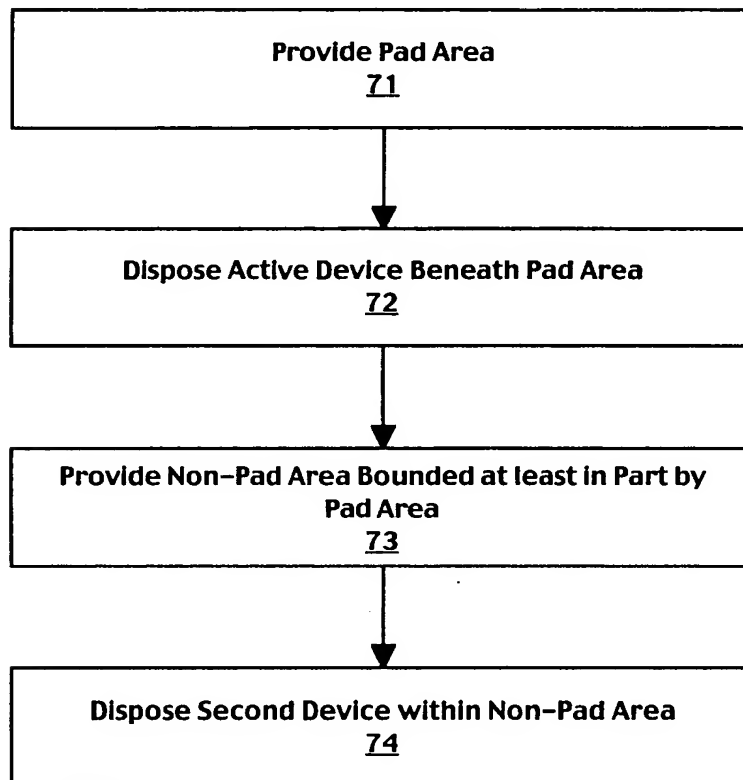 Provide Pad Area
71
Dispose Active Device Beneath Pad Area
72
Provide Non-Pad Area Bounded at least in Part by
Pad Area
73
Dispose Second Device within Non-Pad Area
74